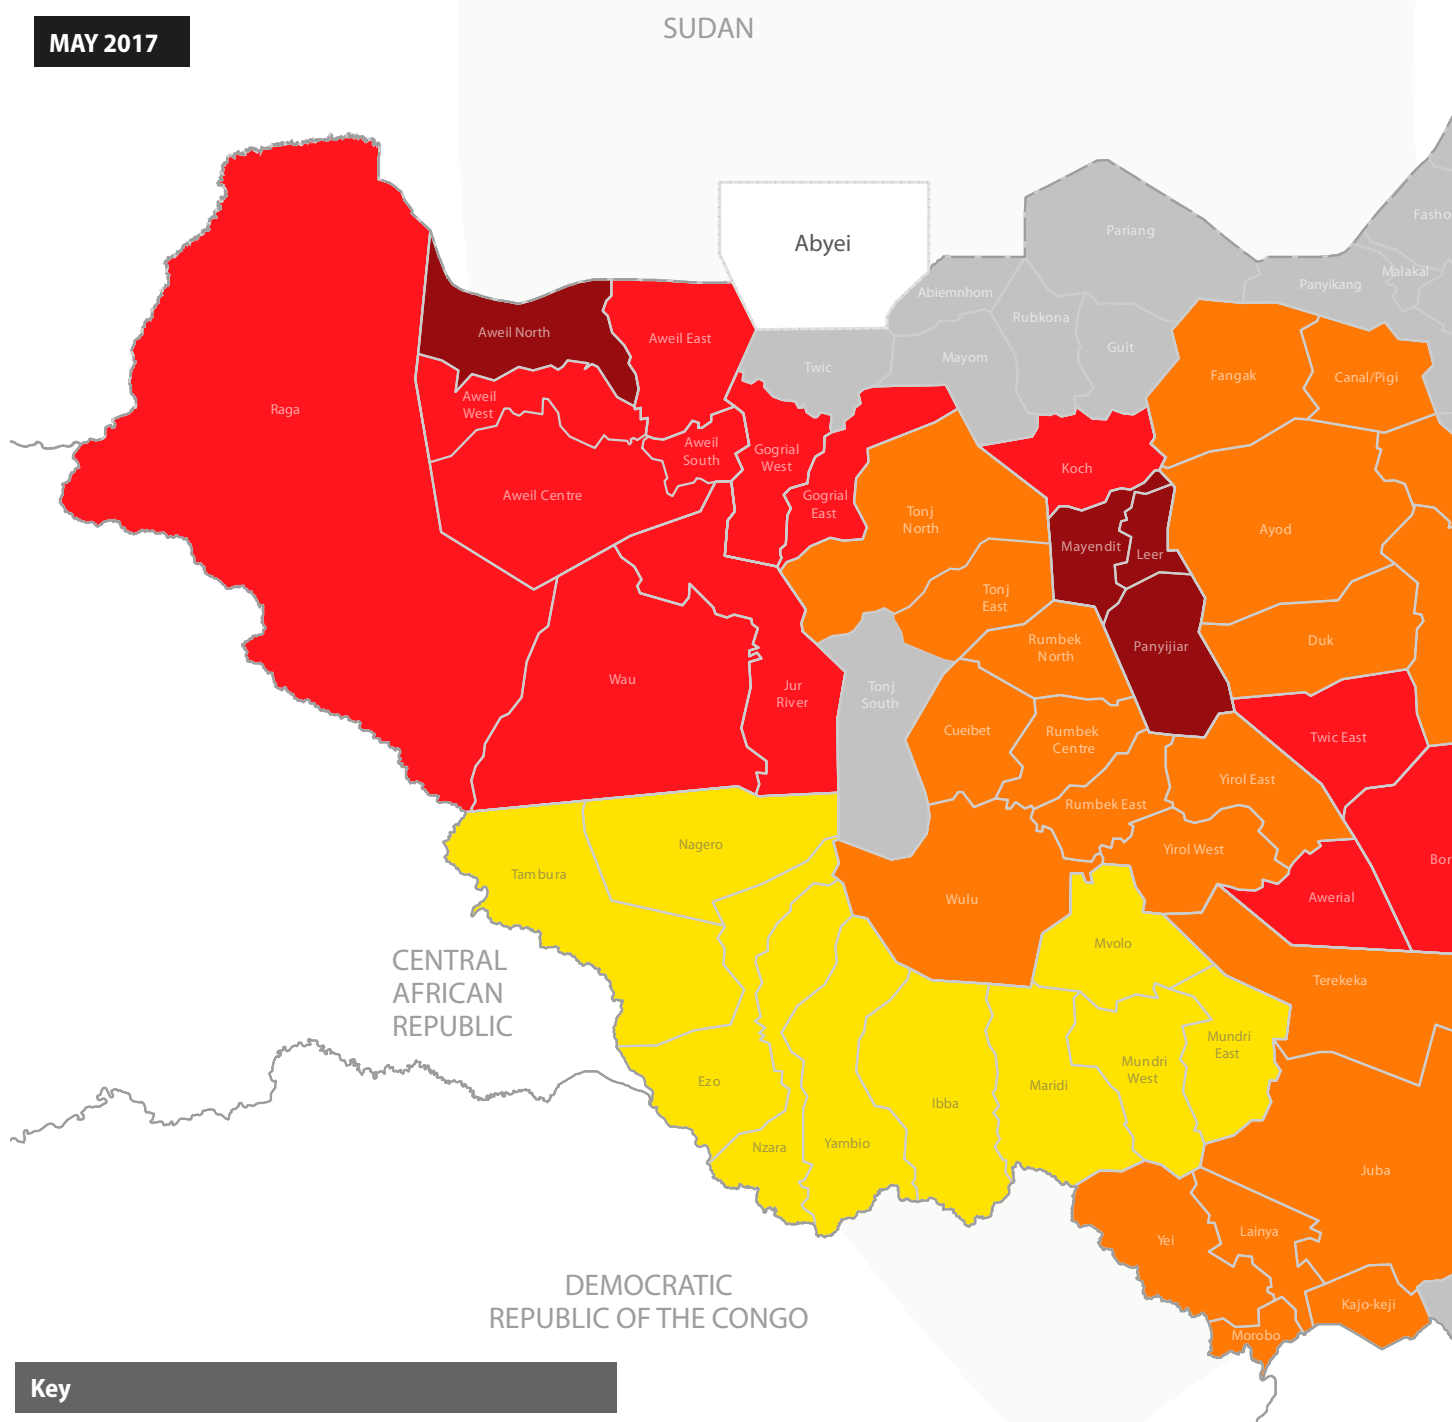 SUDAN
MAY 2017
Fasho
Pariang
Abyei
Malakal
Panyikang
Abiemnhom
Rubkona
Aweil North
Aweil East
Guit
Mayom
Twic
Fangak
Canal/Pigi
Aweil
West
Raga
Aweil
South
Gogrial
West
Koch
Aweil Centre
Gogrial
East
Tonj
North
Ayod
Mayendit
Leer
Tonj
East
Rumbek
North
Panyijiar
Duk
Wau
Jur
River
Tonj
South
Cueibet
Rumbek
Centre
Twic East
Yirol East
Rumbek East
Nagero
Yirol West
Bor
Tambura
Wulu
Awerial
Mvolo
CENTRAL
AFRICAN
REPUBLIC
Terekeka
Mundri
East
Mundri
West
Ezo
Maridi
Ibba
Nzara
Yambio
Juba
Lainya
Yei
DEMOCRATIC
REPUBLIC OF THE CONGO
Kajo-keji
Morobo
Key